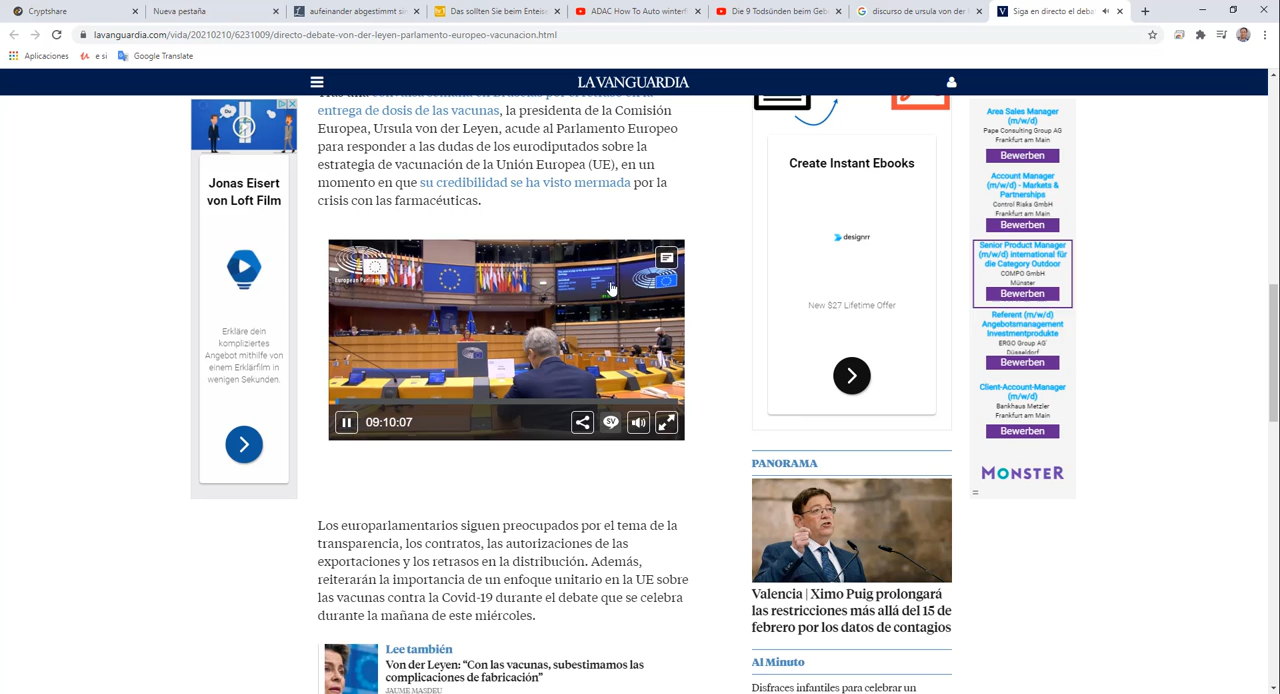 Cryptshare
Nueva pestaña
aufeinander abgestimmt
Das sollten Sie beim Enteise
ADAC How To Auto winterf
Die 9 Todsünden beim Geb
discurso de ursula von der
Siga en directo el deba
lavanguardia.com/vida/20210210/6231009/directo-debate-von-der-leyen-parlamento-europeo-vacunacion.html
Aplicaciones
e si
Google Translate
LA VANGUARDIA
entrega de dosis de las vacunas, la presidenta de la Comisión
Europea, Ursula von der Leyen, acude al Parlamento Europeo
para responder a las dudas de los eurodiputados sobre la
estrategia de vacunación de la Unión Europea (UE), en un
momento en que su credibilidad se ha visto mermada por la
crisis con las farmacéuticas.
European Parliament
09:10:07
SV
Los europarlamentarios siguen preocupados por el tema de la
transparencia, los contratos, las autorizaciones de las
exportaciones y los retrasos en la distribución. Además,
reiterarán la importancia de un enfoque unitario en la UE sobre
las vacunas contra la Covid-19 durante el debate que se celebra
durante la mañana de este miércoles.
Lee también
Von der Leyen: “Con las vacunas, subestimamos las
complicaciones de fabricación”
JAUME MASDEU
Jonas Eisert
von Loft Film
Erkläre dein
kompliziertes
Angebot mithilfe von
einem Erklärfilm in
wenigen Sekunden.
Create Instant Ebooks
designrr
New $27 Lifetime Offer
PANORAMA
Valencia | Ximo Puig prolongará
las restricciones más allá del 15 de
febrero por los datos de contagios
Al Minuto
Disfraces infantiles para celebrar un
Area Sales Manager
(m/w/d)
Pape Consulting Group AG
Frankfurt am Main
Bewerben
Account Manager
(m/w/d) - Markets &
Partnerships
Control Risks GmbH
Frankfurt am Main
Bewerben
Senior Product Manager
(m/w/d) international für
die Category Outdoor
COMPO GmbH
Münster
Bewerben
Referent (m/w/d)
Angebotsmanagement
Investmentprodukte
ERGO Group AG
Düsseldorf
Bewerben
Client-Account-Manager
(m/w/d)
Bankhaus Metzler
Frankfurt am Main
Bewerben
MONSTER